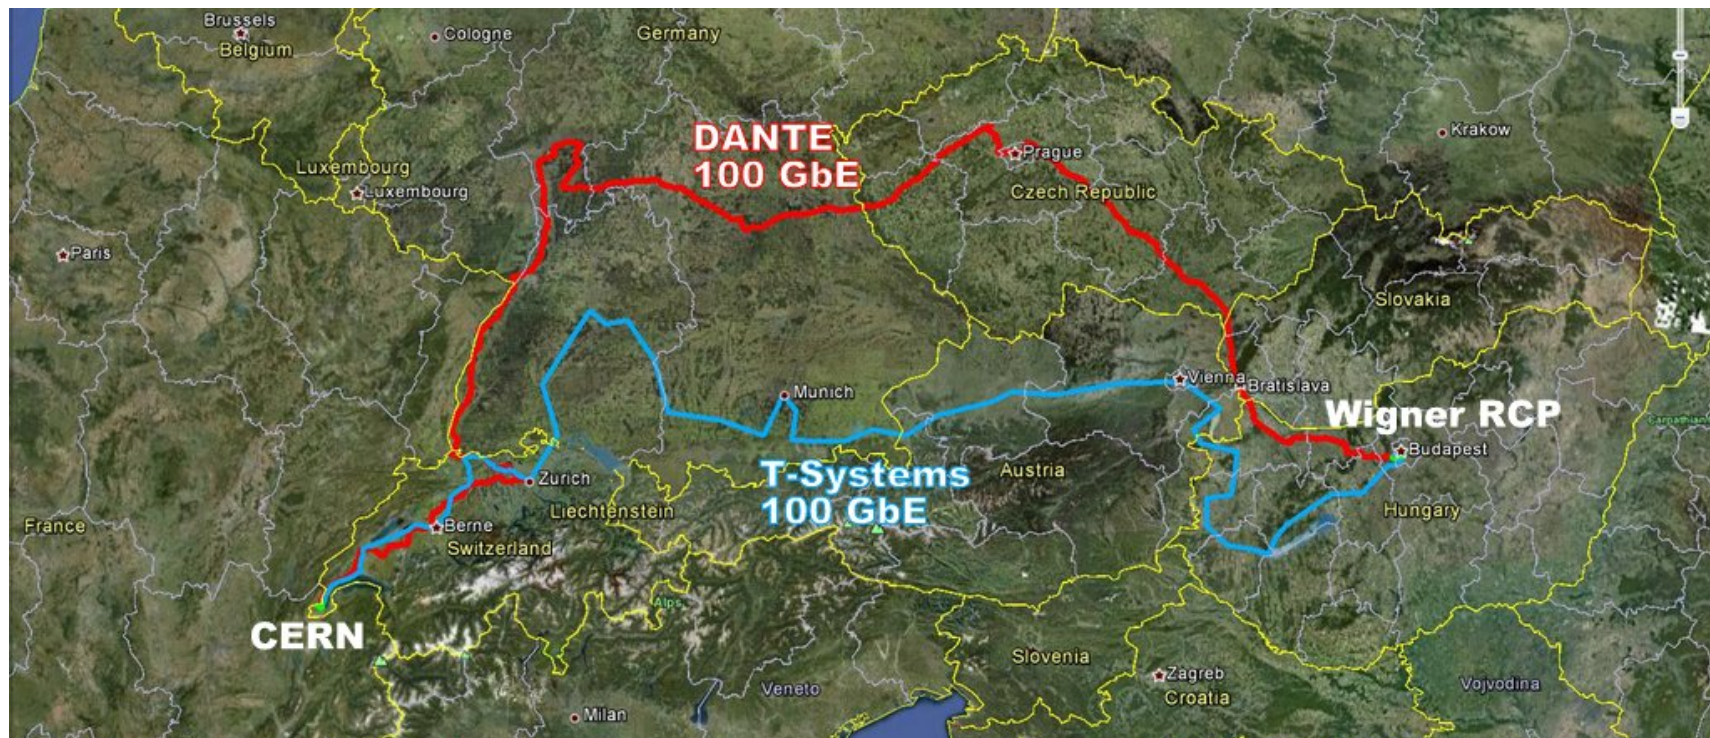 Brussels
Belgium
Cologne
Germany
DANTE
100 GbE
Krakow
Prague
Luxembourg
Luxembourg
Czech Republic
Paris
Slovakia
Munich
Vienna
Bratislava
Wigner RCP
Carpathian
Budapest
T-Systems
100 GbE
Austria
Zurich
Liechtenstein
Hungary
France
Berne
Switzerland
CERN
Alps
Slovenia
Zagreb
Croatia
Veneto
Vojvodina
Milan